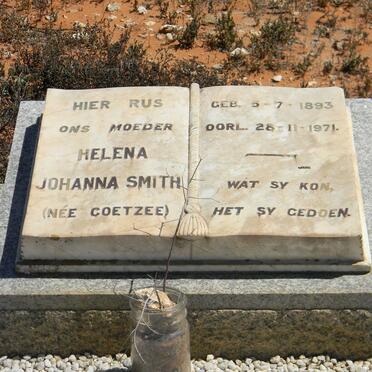 HIER RUS
ONS MOEDER
HELENA
JOHANNA SMITH
(NÉE COETZEE)
GEB. 5-7-1893
OORL. 28-11-1971.
WAT SY KON,
HET SY GEDOEN.